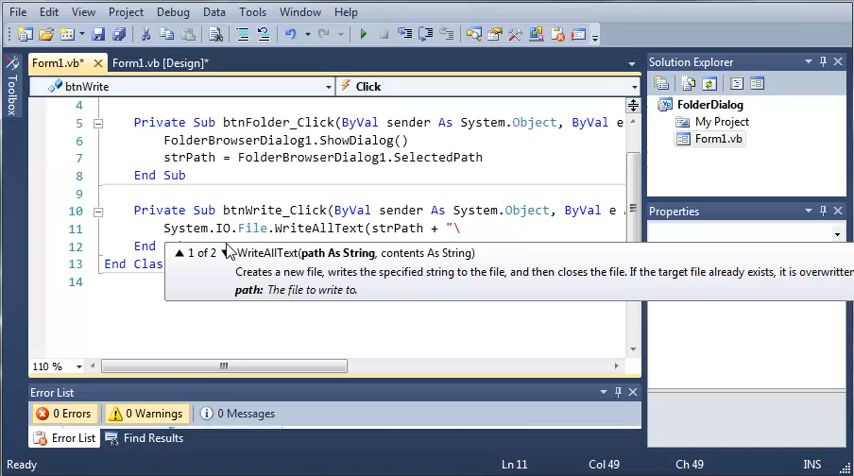 File Edit View Project Debug Data Tools Window Help
Form1.vb* Form1.vb [Design]*
Solution Explorer
btnWrite Click
FolderDialog
My Project
Form1.vb
Toolbox
4
5 Private Sub btnFolder_Click(ByVal sender As System.Object, ByVal e
6 FolderBrowserDialog1.ShowDialog()
7 strPath = FolderBrowserDialog1.SelectedPath
8 End Sub
9
10 Private Sub btnWrite_Click(ByVal sender As System.Object, ByVal e A
11 System.IO.File.WriteAllText(strPath + "\
12 End
13 End Clas
14
1 of 2 WriteAllText(path As String, contents As String)
Creates a new file, writes the specified string to the file, and then closes the file. If the target file already exists, it is overwritten
path: The file to write to.
Properties
110 %
Error List
0 Errors 0 Warnings 0 Messages
Error List Find Results
Ready Ln 11 Col 49 Ch 49 INS